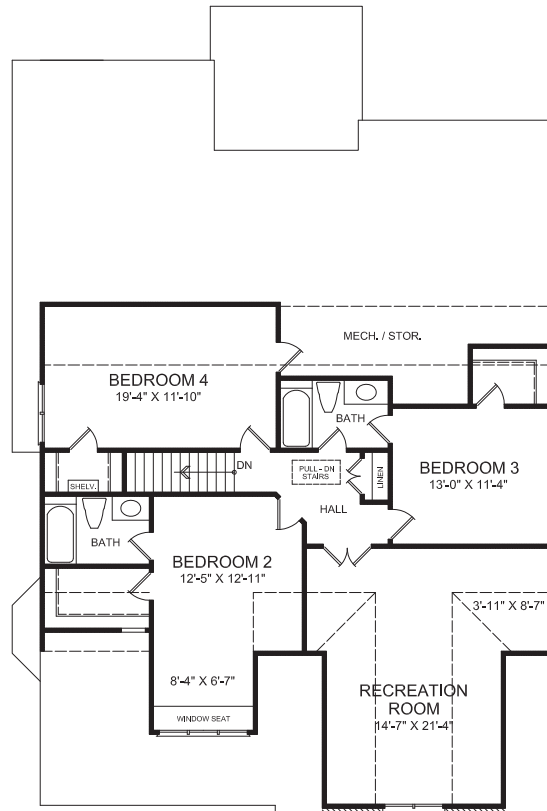 MECH. / STOR.
BEDROOM 4
19'-4" X 11'-10"
BATH
BEDROOM 3
13'-0" X 11'-4"
DN
PULL - DN
STAIRS
LINEN
SHELV.
HALL
BATH
BEDROOM 2
12'-5" X 12'-11"
3'-11" X 8'-7"
8'-4" X 6'-7"
RECREATION
ROOM
14'-7" X 21'-4"
WINDOW SEAT